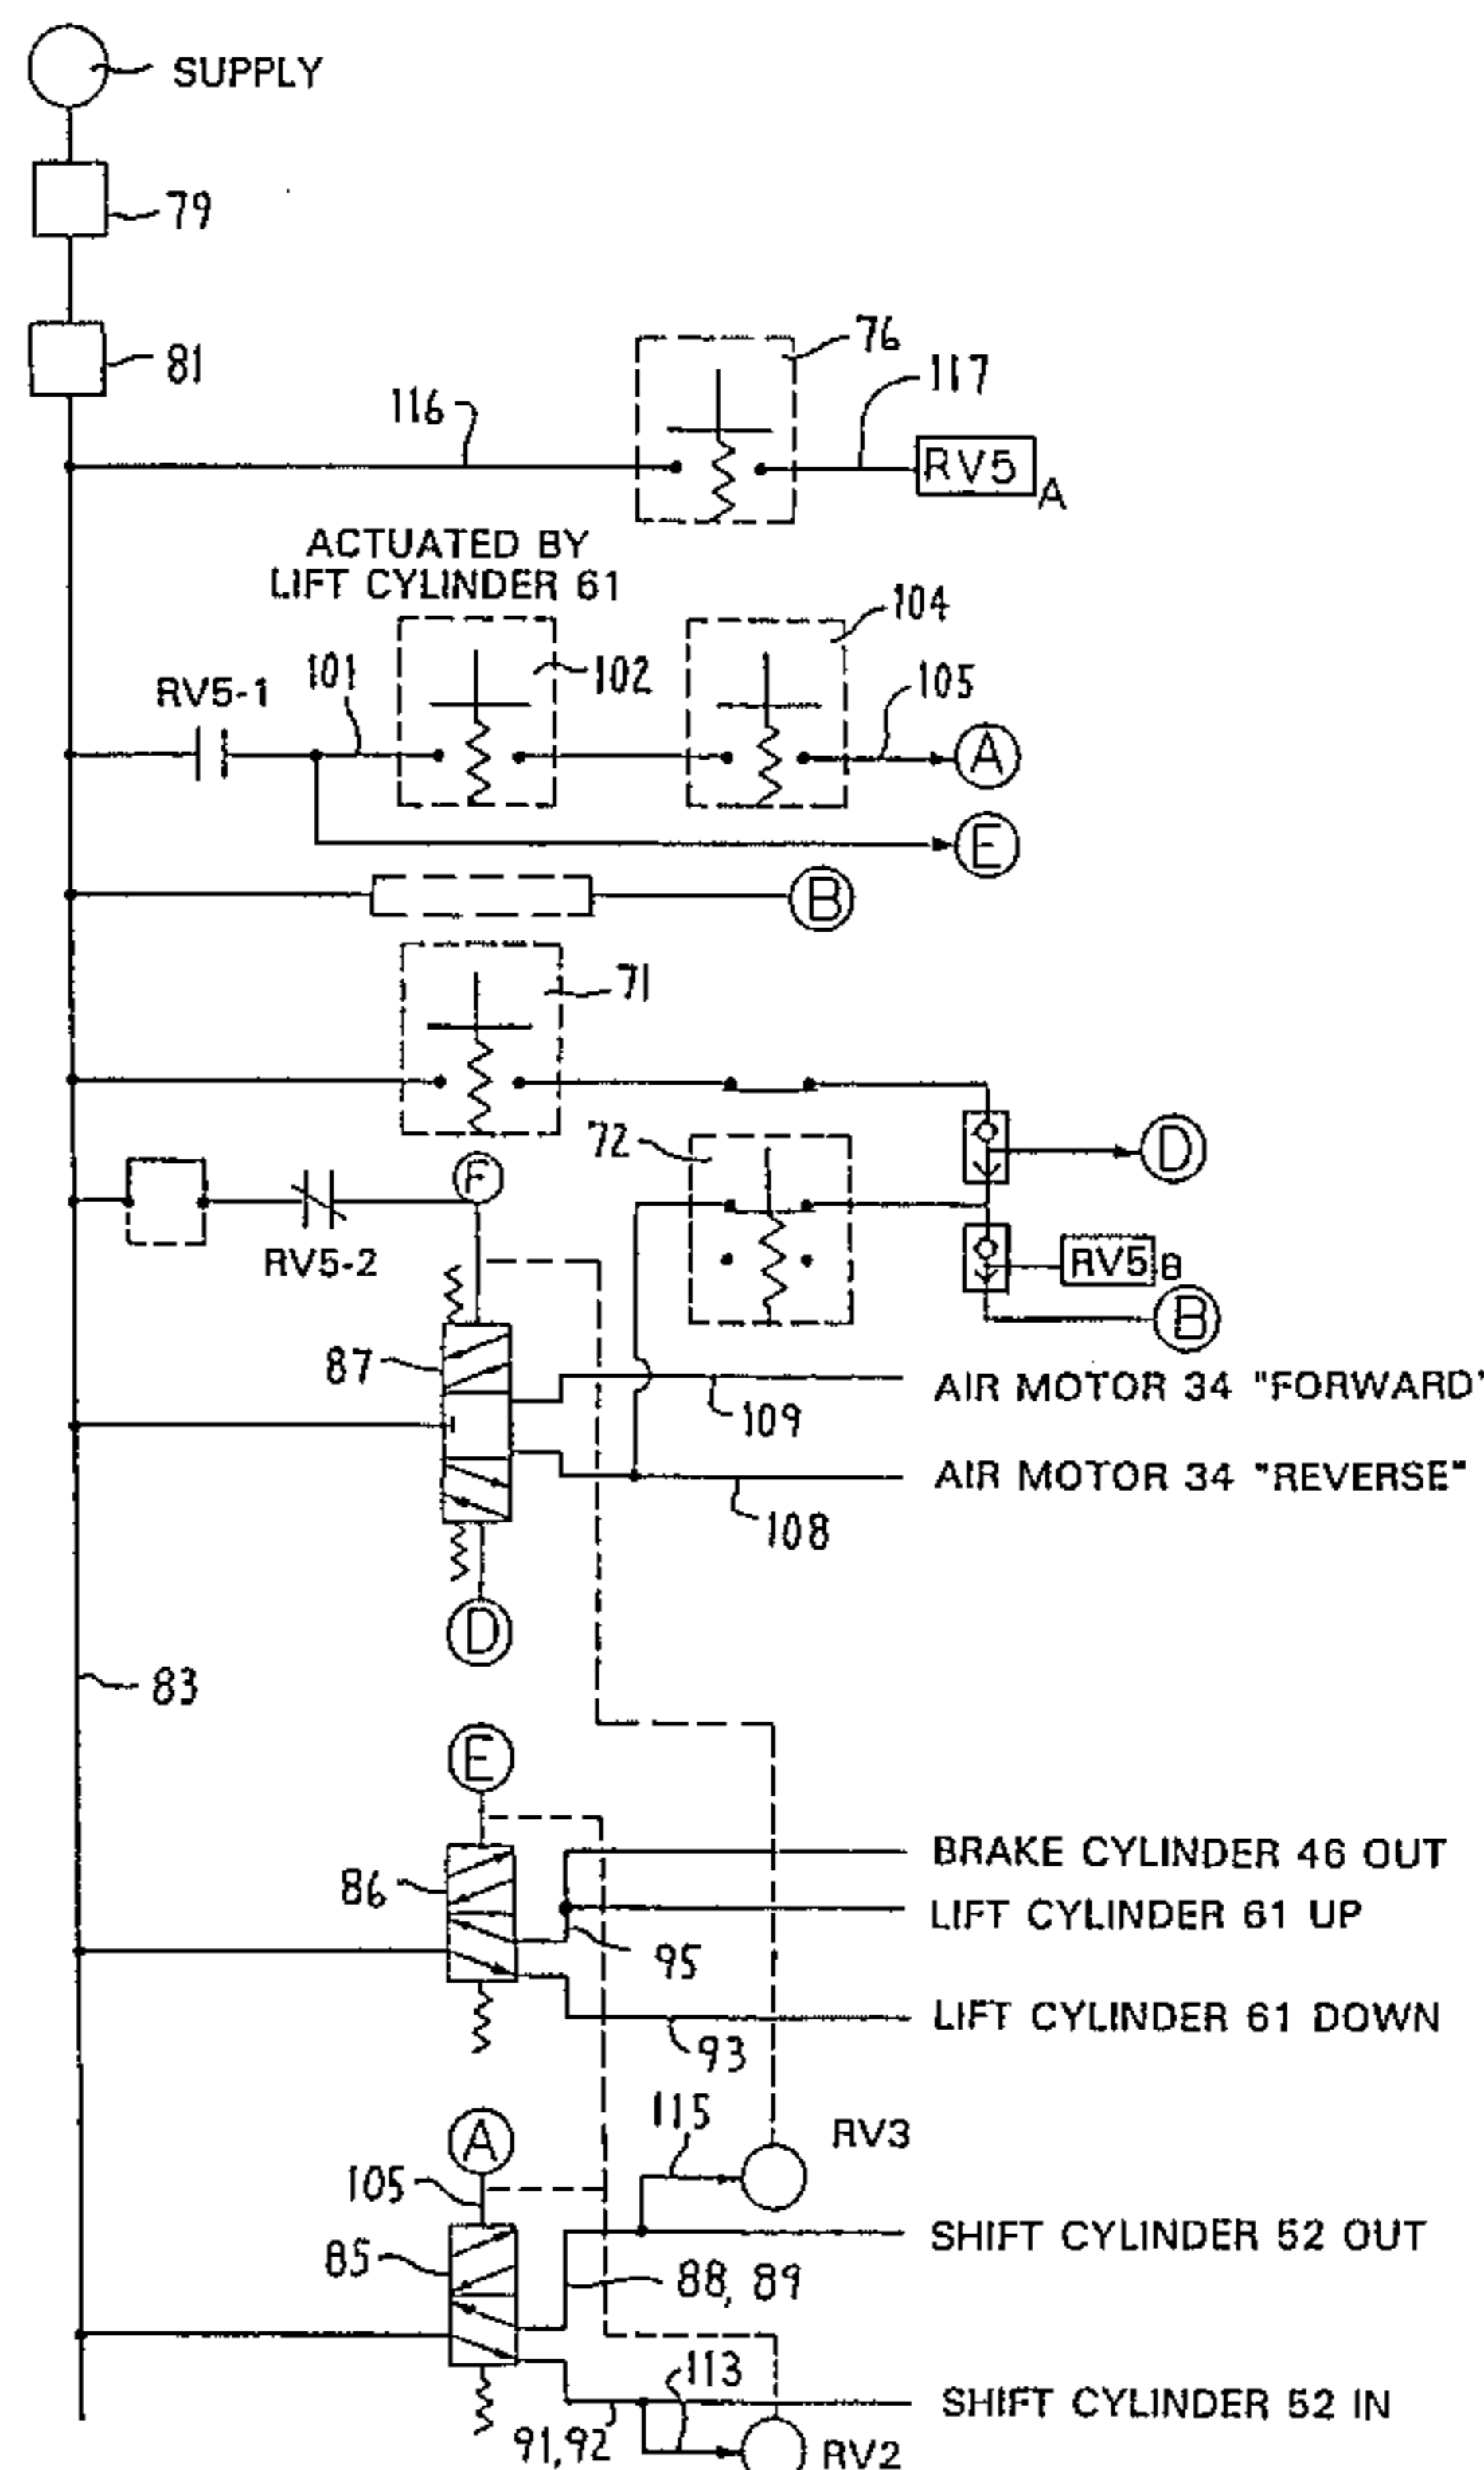 SUPPLY
79
81
76
116
117
RV5
A
ACTUATED BY
LIFT CYLINDER 61
104
102
101
RV5-1
105
A
E
B
71
72
F
D
RV5-2
RV5
B
B
87
AIR MOTOR 34 "FORWARD"
109
AIR MOTOR 34 "REVERSE"
108
D
83
E
BRAKE CYLINDER 46 OUT
86
LIFT CYLINDER 61 UP
95
LIFT CYLINDER 61 DOWN
93
115
RV3
A
105
SHIFT CYLINDER 52 OUT
85
88, 89
113
SHIFT CYLINDER 52 IN
91,92
RV2